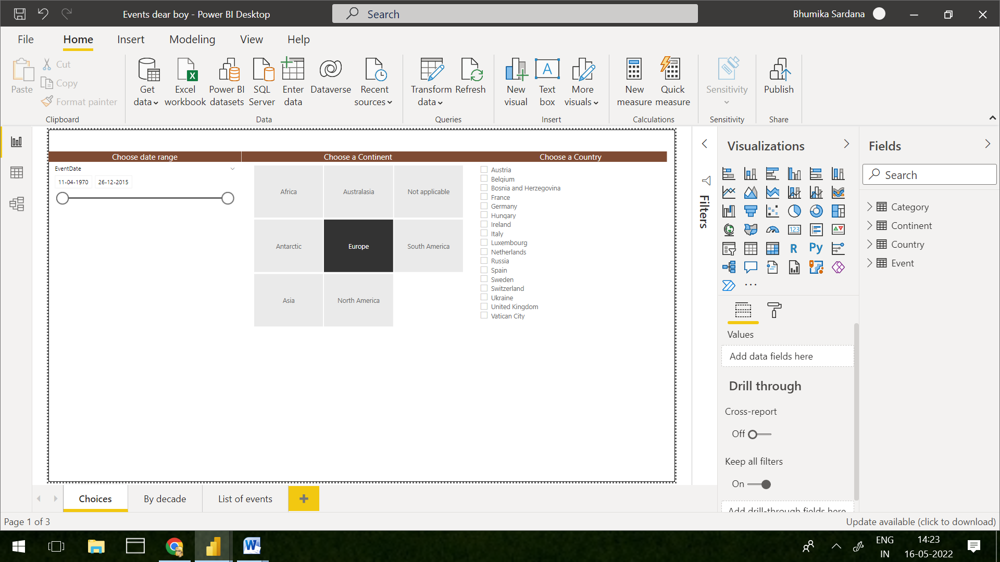 Events dear boy - Power BI Desktop
Search
Bhumika Sardana
File
Home
Insert
Modeling
View
Help
Paste
Cut
Copy
Format painter
Clipboard
Get data
Excel workbook
Power BI datasets
SQL Server
Enter data
Dataverse
Recent sources
Data
Transform data
Refresh
Queries
New visual
Text box
More visuals
Insert
New measure
Quick measure
Calculations
Sensitivity
Sensitivity
Publish
Share
Choose date range
Choose a Continent
Choose a Country
EventDate
11-04-1970
26-12-2015
Africa
Australasia
Not applicable
Antarctic
Europe
South America
Asia
North America
Austria
Belgium
Bosnia and Herzegovina
France
Germany
Hungary
Ireland
Italy
Luxembourg
Netherlands
Russia
Spain
Sweden
Switzerland
Ukraine
United Kingdom
Vatican City
Filters
Visualizations
123
R
Py
Values
Add data fields here
Drill through
Cross-report
Off
Keep all filters
On
Add drill-through fields here
Fields
Search
Category
Continent
Country
Event
Choices
By decade
List of events
Page 1 of 3
Update available (click to download)
ENG
IN
14:23
16-05-2022